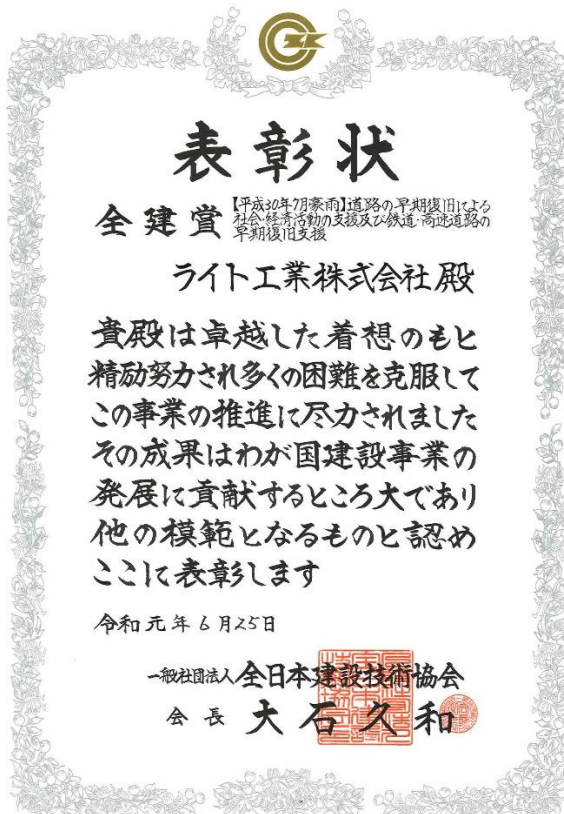 表彰状
全建賞
【平成30年7月豪雨】道路の早期復旧による
社会・経済活動の支援及び鉄道・高速道路の
早期復旧支援
ライト工業株式会社殿
貴殿は卓越した着想のもと
精励努力され多くの困難を克服して
この事業の推進に尽力されました
その成果はわが国建設事業の
発展に貢献するところ大であり
他の模範となるものと認め
ここに表彰します
令和元年6月25日
一般社団法人 全日本建設技術協会
会長 大石久和